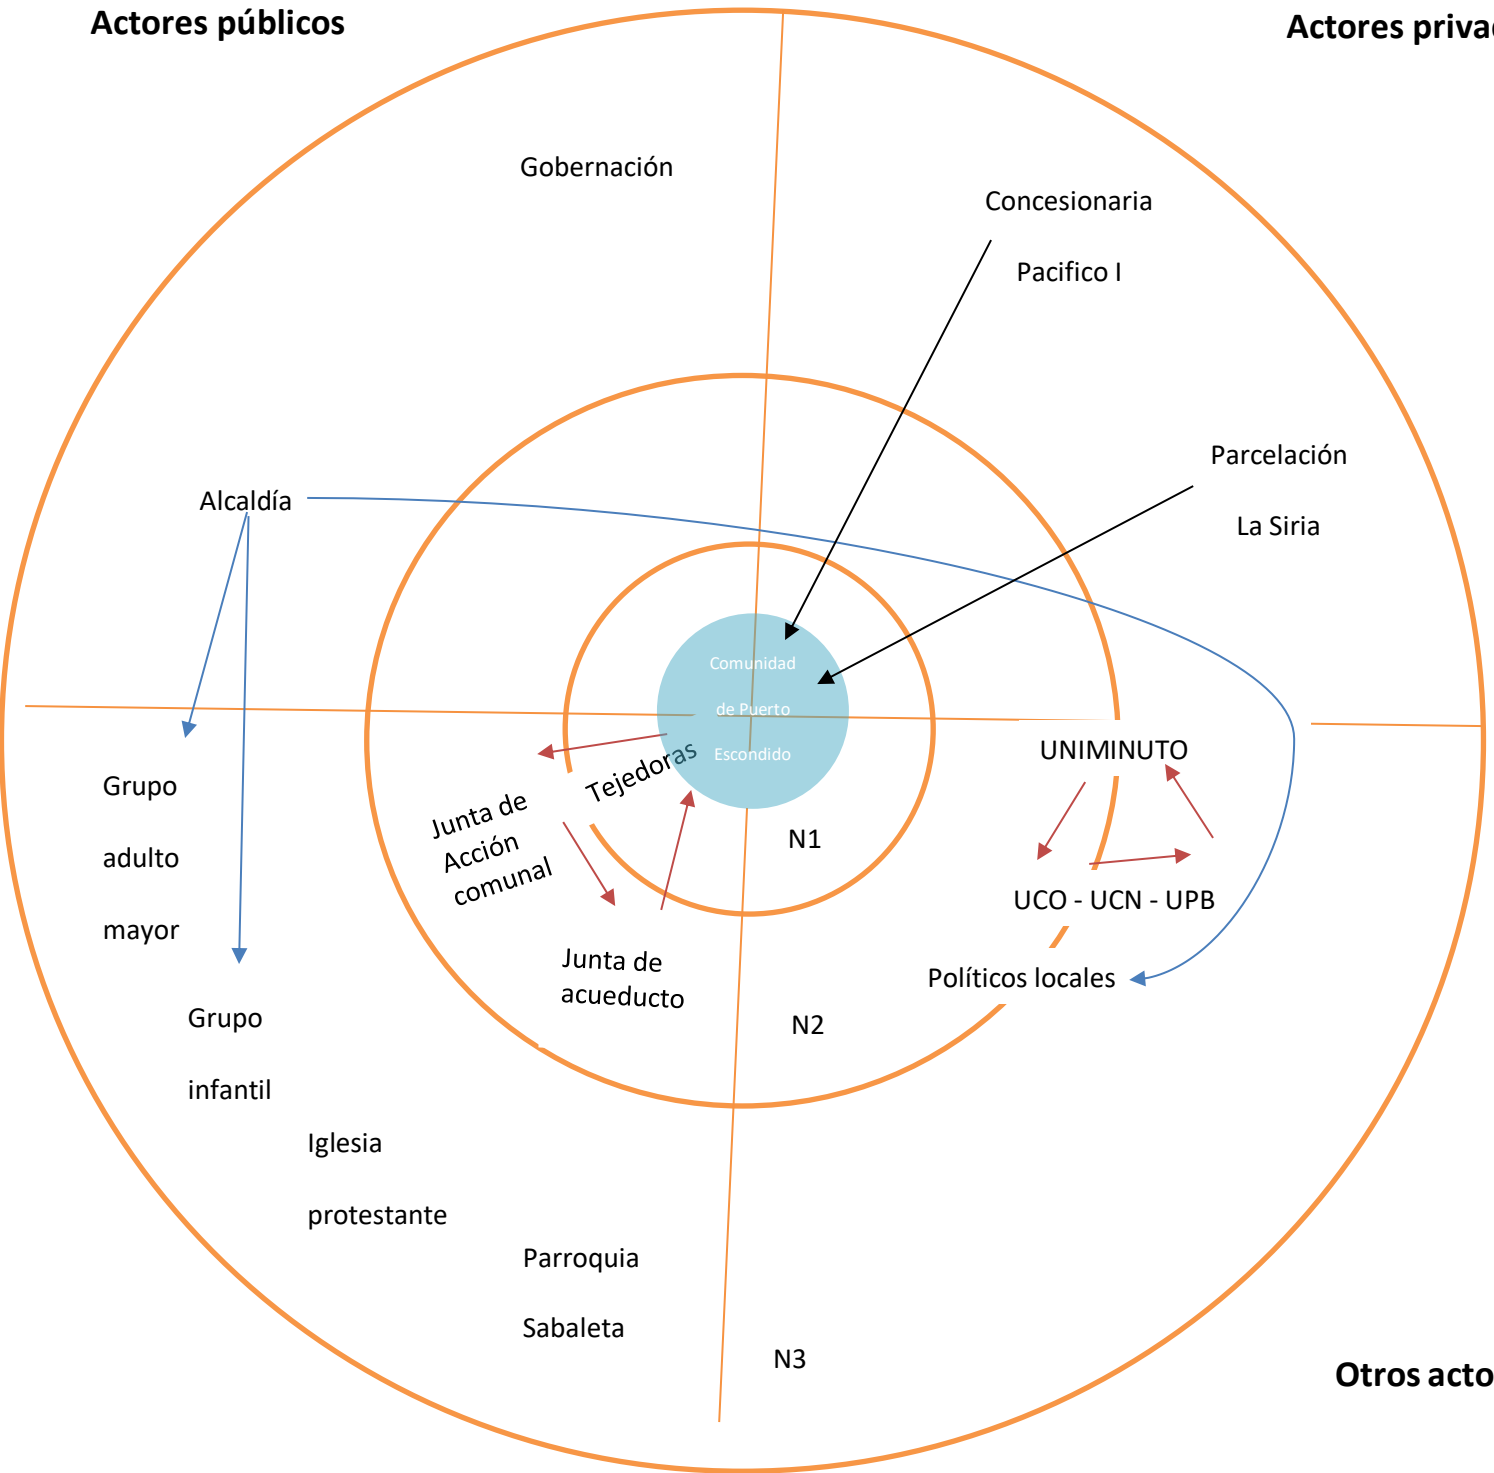 Actores públicos
Actores priva
Gobernación
Concesionaria
Pacifico I
Parcelación
La Siria
Alcaldía
Comunidad
de Puerto
Escondido
Tejedoras
Junta de
Acción
comunal
Junta de
acueducto
Grupo
adulto
mayor
Grupo
infantil
Iglesia
protestante
Parroquia
Sabaleta
UNIMINUTO
UCO - UCN - UPB
Políticos locales
N1
N2
N3
Otros acto